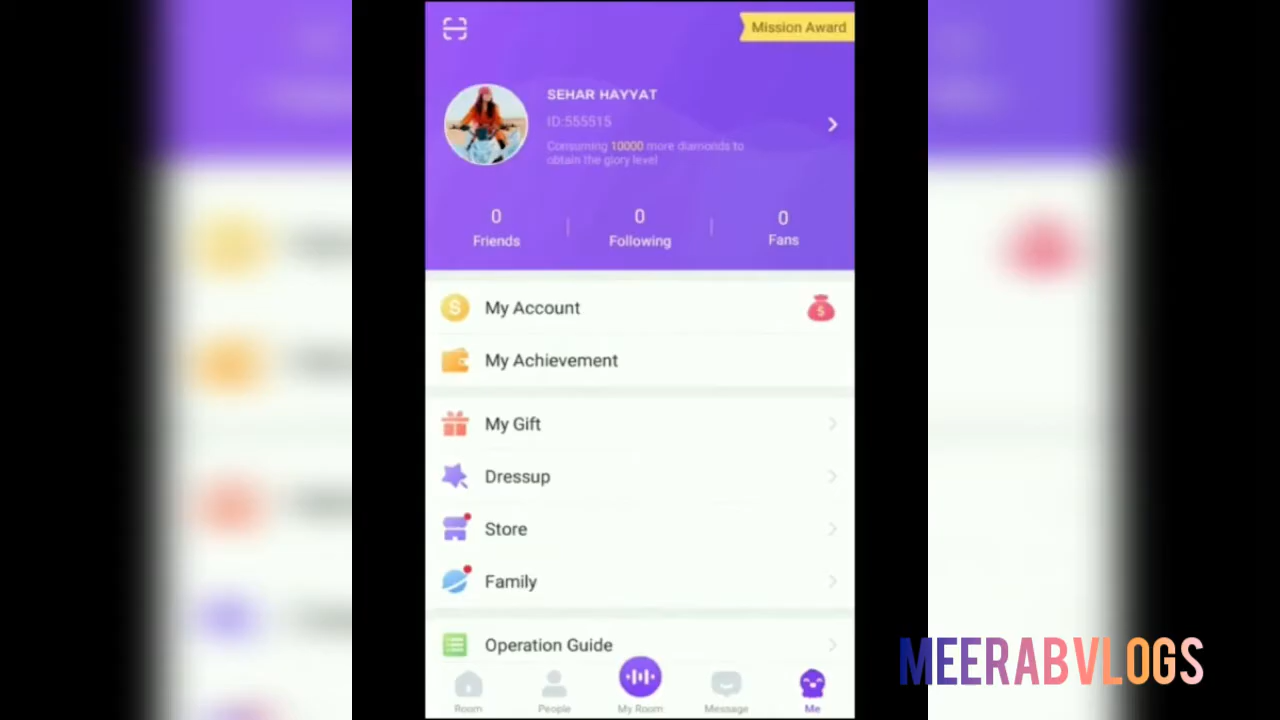 Mission Award
SEHAR HAYYAT
ID:555515
Consuming 10000 more diamonds to
obtain the glory level
0
0
0
Friends
Following
Fans
S
My Account
$
My Achievement
My Gift
Dressup
Store
Family
Operation Guide
Room
People
My Room
Message
Me
MEERABVLOGS